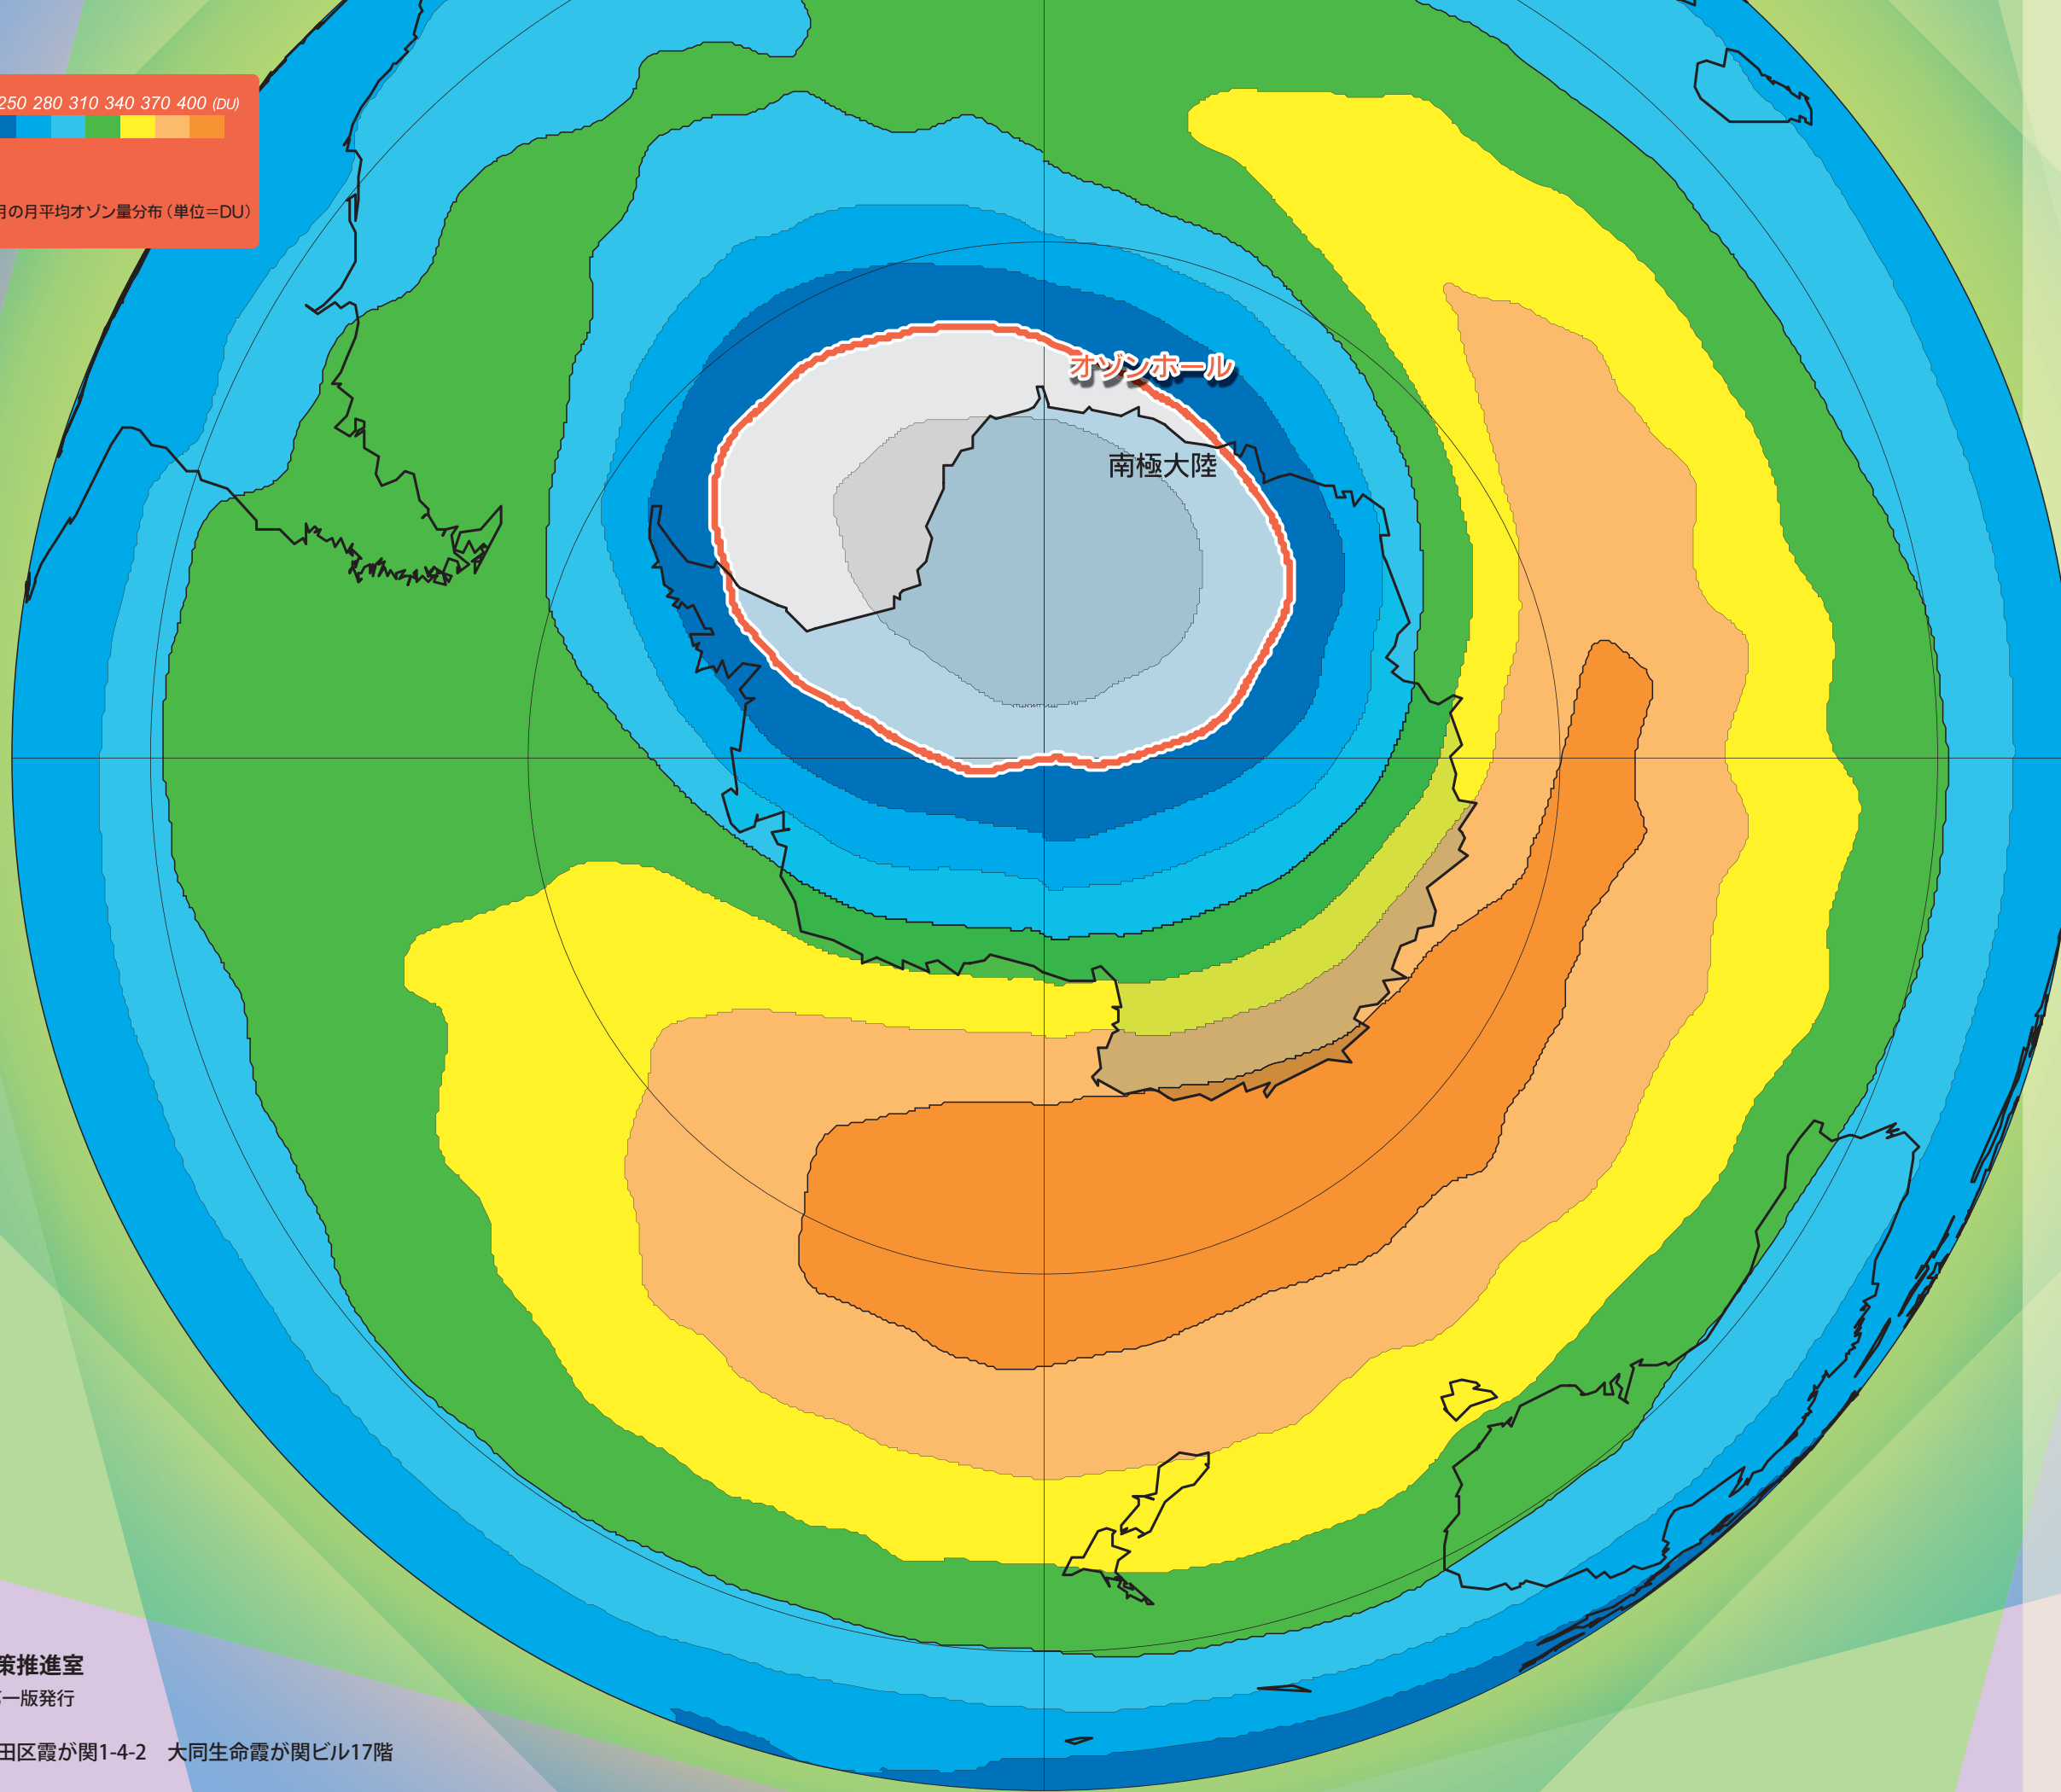 250 280 310 340 370 400 (DU)
月の月平均オゾン量分布（単位＝DU）
オゾンホール
南極大陸
策推進室
第一版発行
田区霞が関1-4-2　大同生命霞が関ビル17階